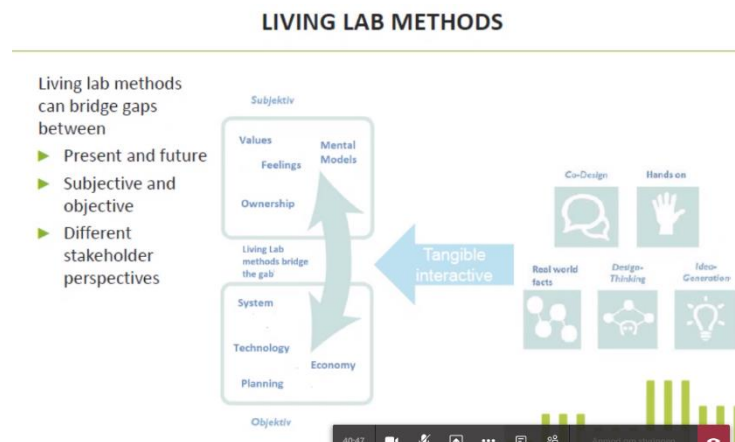 LIVING LAB METHODS
Living lab methods
can bridge gaps
between
Present and future
Subjective and
objective
Different
stakeholder
perspectives
Subjektiv
Values
Mental
Models
Feelings
Ownership
Living Lab
methods bridge
the gab
System
Technology
Economy
Planning
Objektiv
Tangible
interactive
Co-Design
Hands on
Real world
facts
Design-
Thinking
Idea-
Generation
40:47